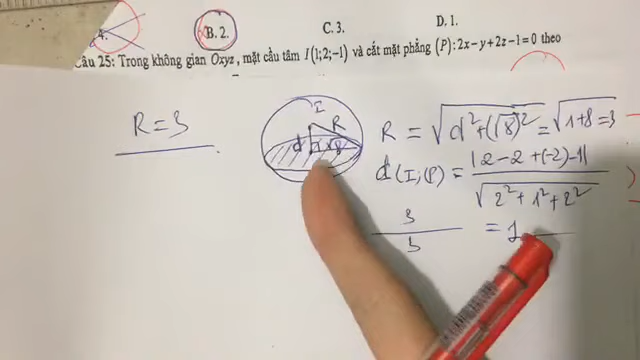 4.
B. 2.
C. 3.
D. 1.
Câu 25: Trong không gian Oxyz, mặt cầu tâm I(1;2;-1) và cắt mặt phẳng (P): 2x-y+2z-1=0 theo
I
R
d
√8
R = 3
R = √(d²+(√8)²) = √(1+8) = 3
d(I;(P)) = |2-2+(-2)-1| / √(2²+1²+2²)
3/3 = 1